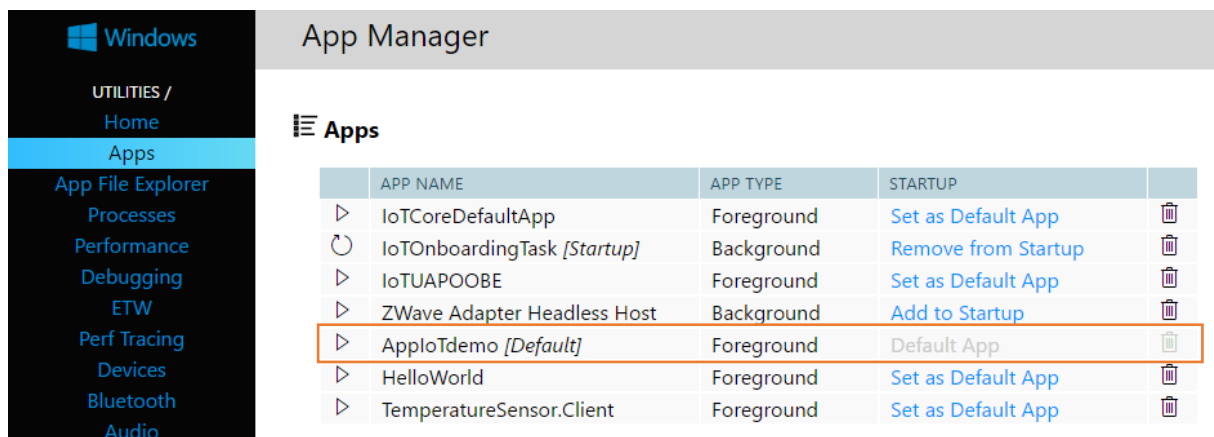 Windows
App Manager
UTILITIES /
Home
Apps
App File Explorer
Processes
Performance
Debugging
ETW
Perf Tracing
Devices
Bluetooth
Audio
Apps
APP NAME APP TYPE STARTUP
IoTCoreDefaultApp Foreground Set as Default App
IoTOnboardingTask [Startup] Background Remove from Startup
IoTUAPOOBE Foreground Set as Default App
ZWave Adapter Headless Host Background Add to Startup
AppIoTdemo [Default] Foreground Default App
HelloWorld Foreground Set as Default App
TemperatureSensor.Client Foreground Set as Default App